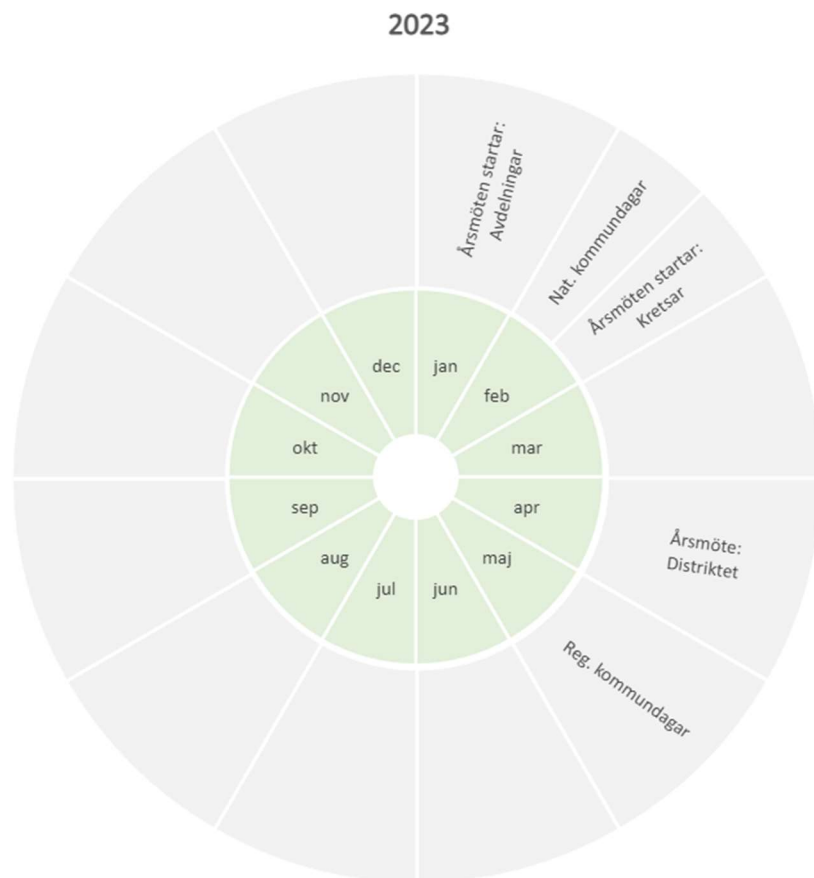 2023
Årsmöten startar:
Avdelningar
Nat. kommundagar
Årsmöten startar:
Kretsar
Årsmöte:
Distriktet
Reg. kommundagar
jan
feb
mar
apr
maj
jun
jul
aug
sep
okt
nov
dec